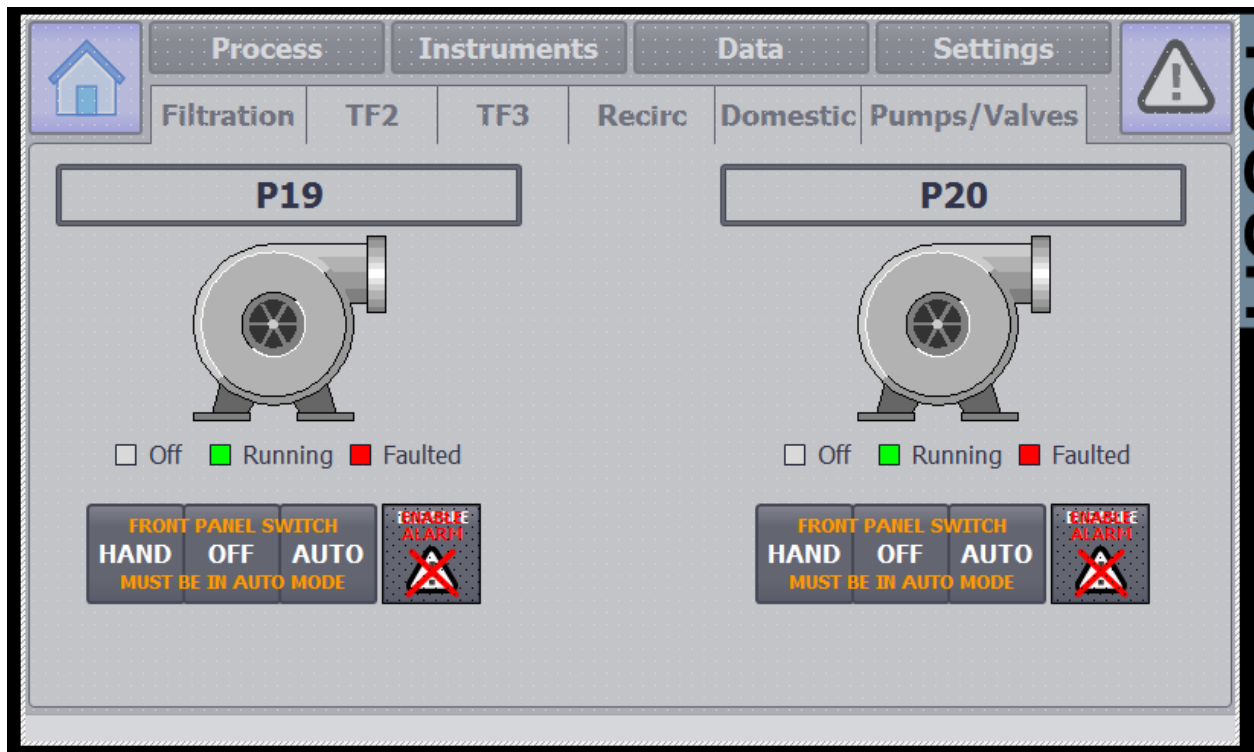 Process Instruments Data Settings
Filtration TF2 TF3 Recirc Domestic Pumps/Valves
P19 P20
Off Running Faulted Off Running Faulted
ENABLE ENABLE
FRONT PANEL SWITCH ALARM FRONT PANEL SWITCH ALARM
HAND OFF AUTO HAND OFF AUTO
MUST BE IN AUTO MODE MUST BE IN AUTO MODE